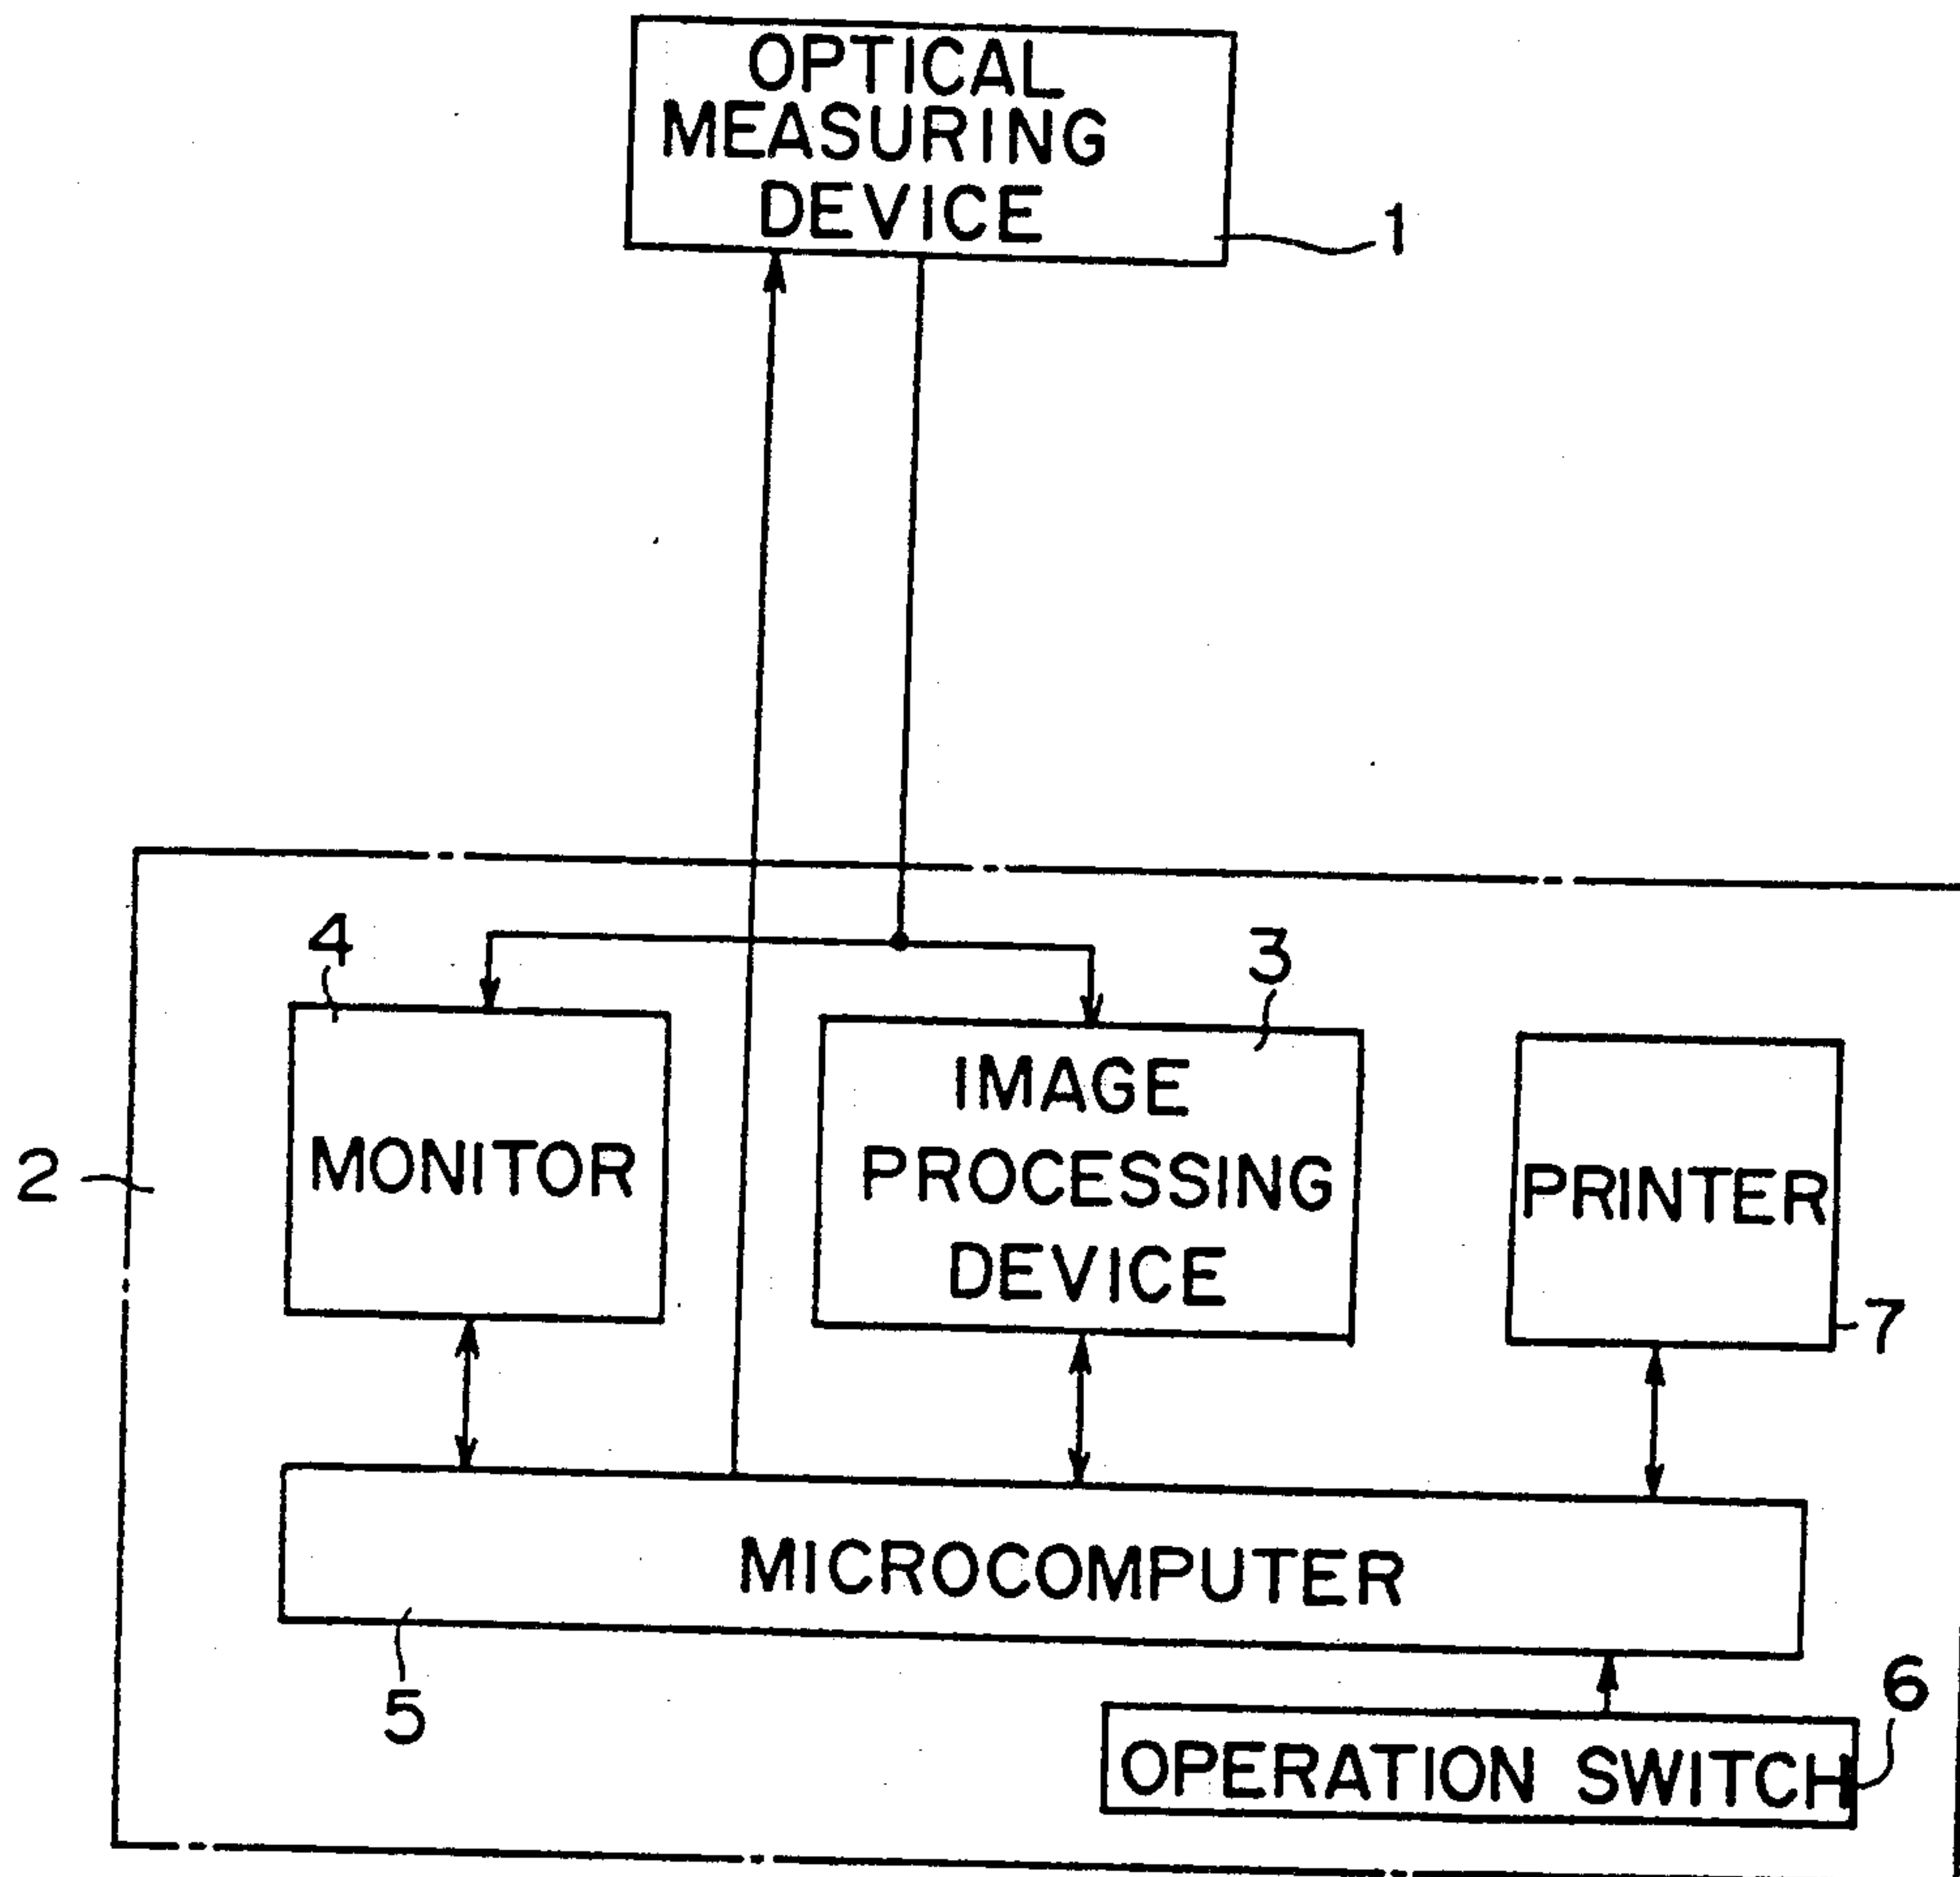 OPTICAL
MEASURING
DEVICE
1
4
3
2
MONITOR
IMAGE
PROCESSING
DEVICE
PRINTER
7
MICROCOMPUTER
5
6
OPERATION SWITCH